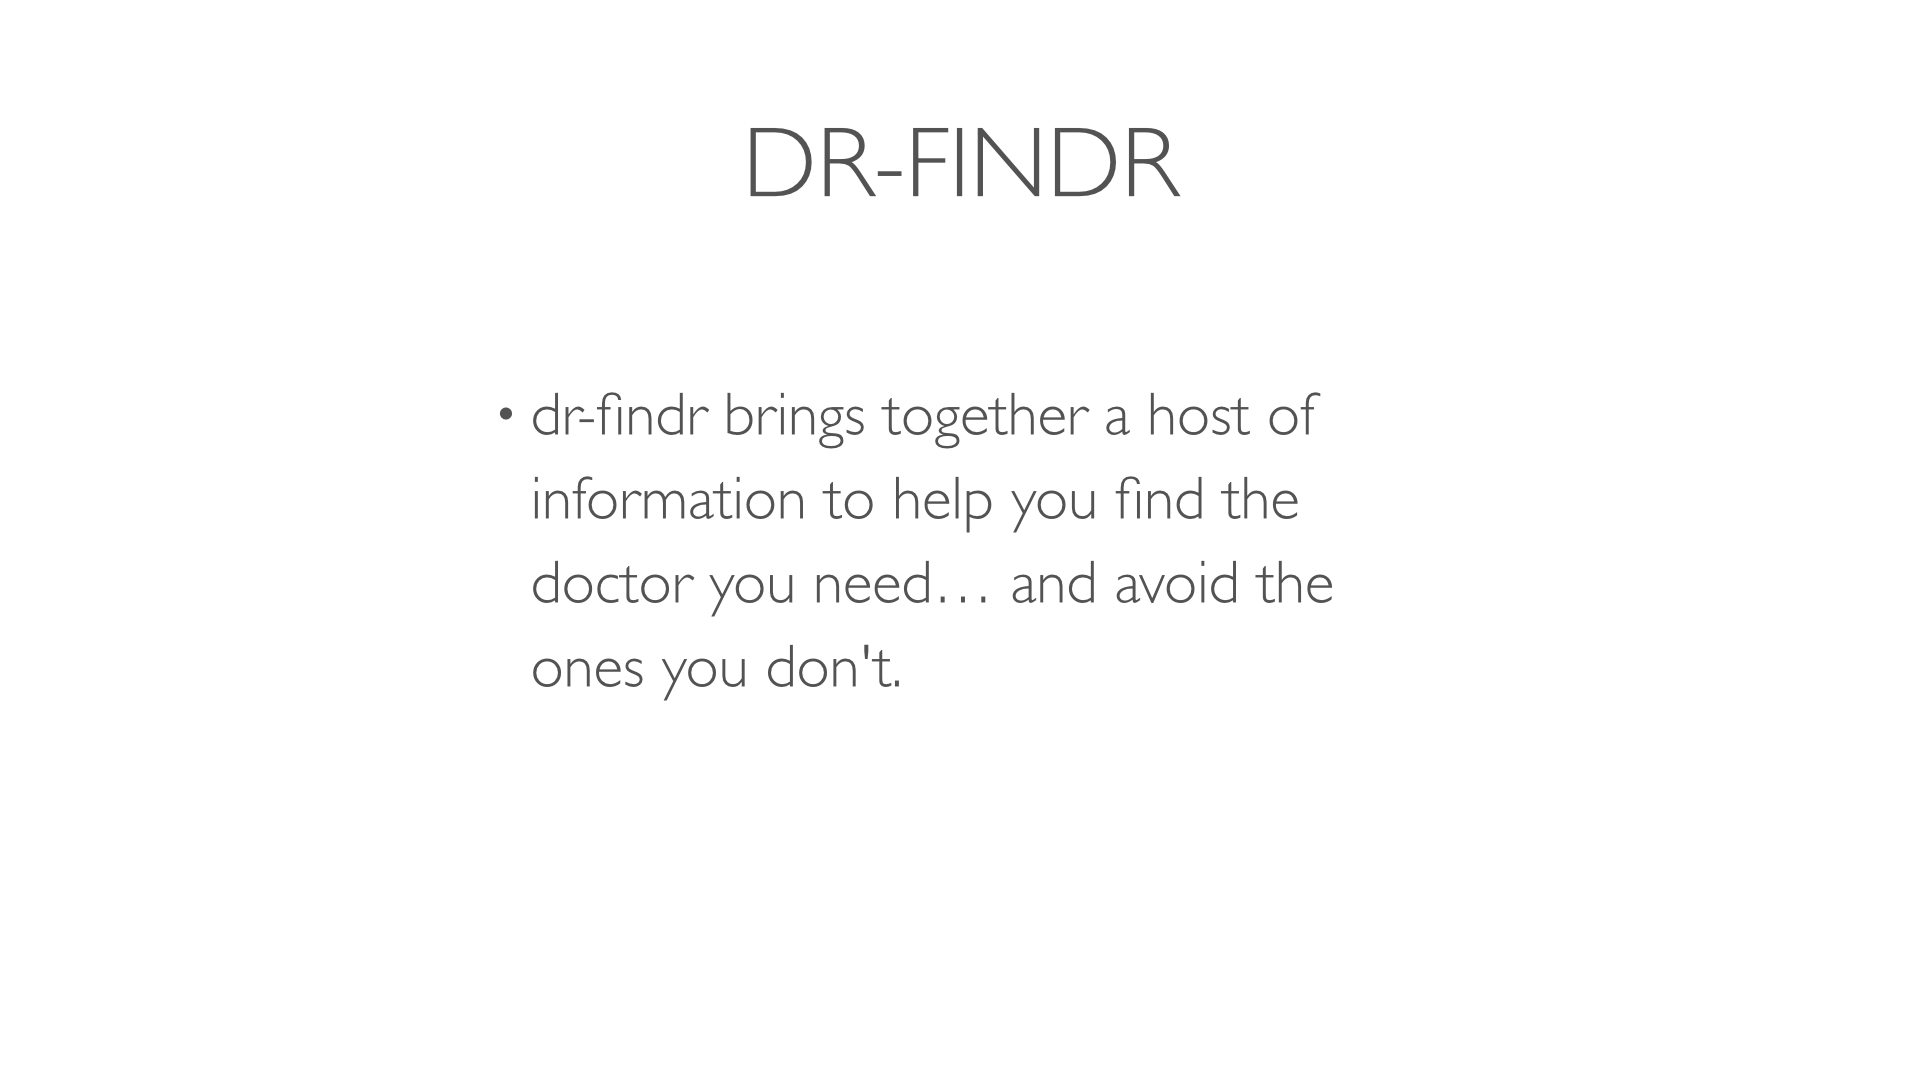 DR-FINDR
• dr-findr brings together a host of
information to help you find the
doctor you need… and avoid the
ones you don't.